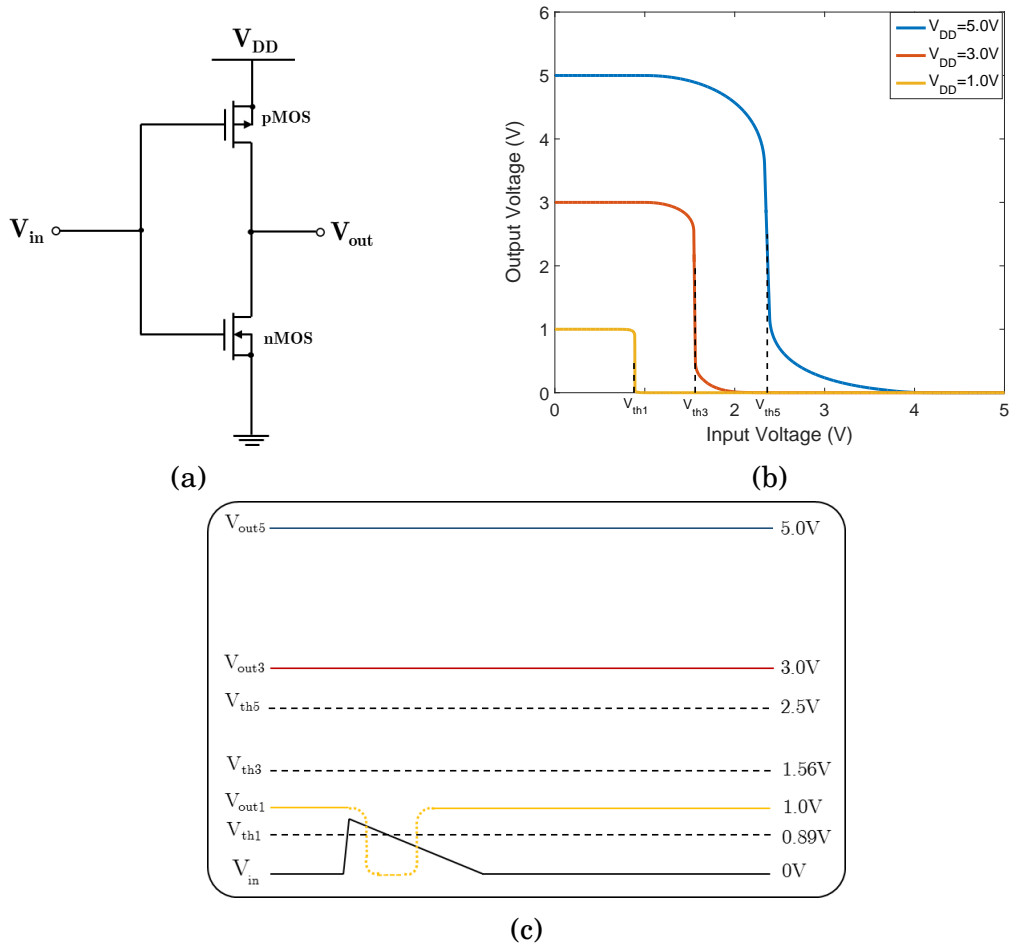 V_DD
pMOS
V_in
V_out
nMOS
(a)
6
5
4
3
2
1
0
Output Voltage (V)
V_DD=5.0V
V_DD=3.0V
V_DD=1.0V
0 V_th1 V_th3 2 V_th5 3 4 5
Input Voltage (V)
(b)
V_out5 5.0V
V_out3 3.0V
V_th5 2.5V
V_th3 1.56V
V_out1 1.0V
V_th1 0.89V
V_in 0V
(c)